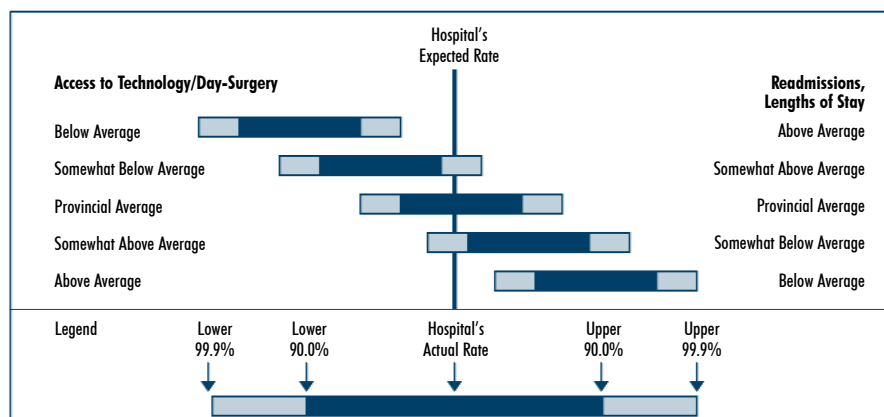 Hospital's
Expected Rate
Access to Technology/Day-Surgery
Readmissions,
Lengths of Stay
Below Average
Above Average
Somewhat Below Average
Somewhat Above Average
Provincial Average
Provincial Average
Somewhat Above Average
Somewhat Below Average
Above Average
Below Average
Legend
Lower
99.9%
Lower
90.0%
Hospital's
Actual Rate
Upper
90.0%
Upper
99.9%